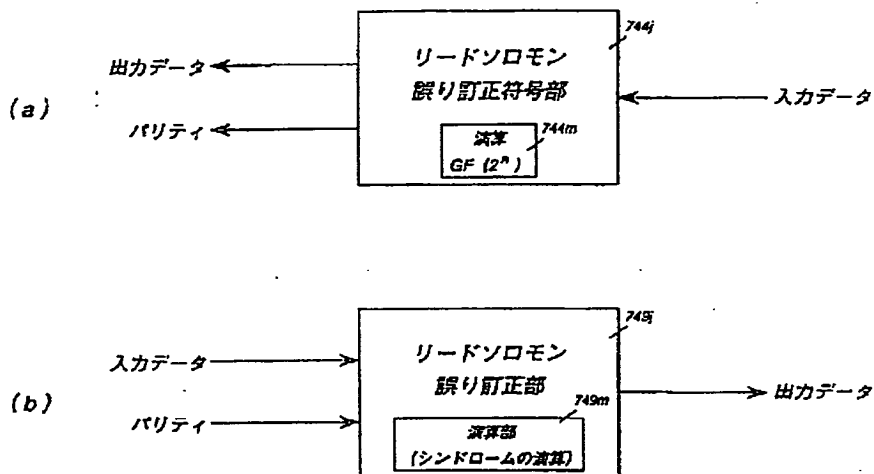 (a)
出力データ
パリティ
リードソロモン
誤り訂正符号部
744j
演算
GF (2ⁿ)
744m
入力データ
(b)
入力データ
パリティ
リードソロモン
誤り訂正部
749j
演算部
(シンドロームの演算)
749m
出力データ